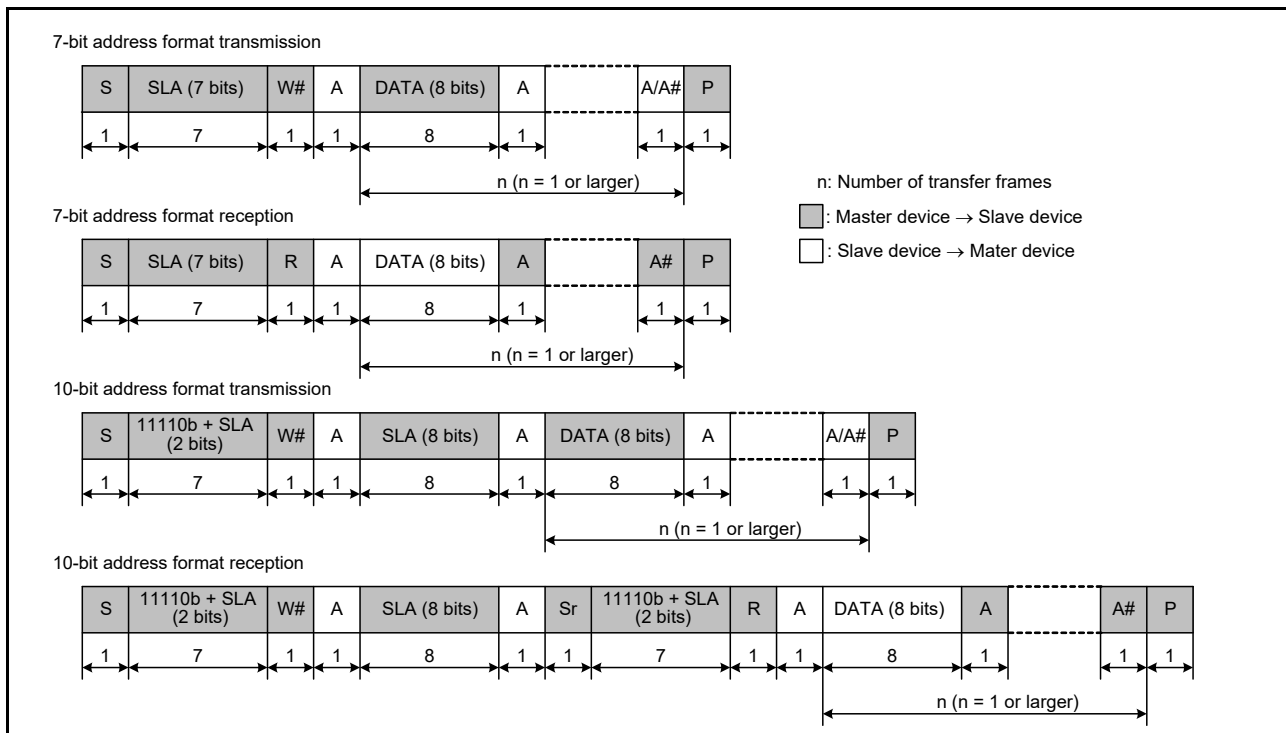 7-bit address format transmission
S SLA (7 bits) W# A DATA (8 bits) A A/A# P
1 7 1 1 8 1 1 1
n (n = 1 or larger)
n: Number of transfer frames
: Master device → Slave device
: Slave device → Mater device
7-bit address format reception
S SLA (7 bits) R A DATA (8 bits) A A# P
1 7 1 1 8 1 1 1
n (n = 1 or larger)
10-bit address format transmission
S 11110b + SLA (2 bits) W# A SLA (8 bits) A DATA (8 bits) A A/A# P
1 7 1 1 8 1 8 1 1 1
n (n = 1 or larger)
10-bit address format reception
S 11110b + SLA (2 bits) W# A SLA (8 bits) A Sr 11110b + SLA (2 bits) R A DATA (8 bits) A A# P
1 7 1 1 8 1 1 7 1 1 8 1 1 1
n (n = 1 or larger)